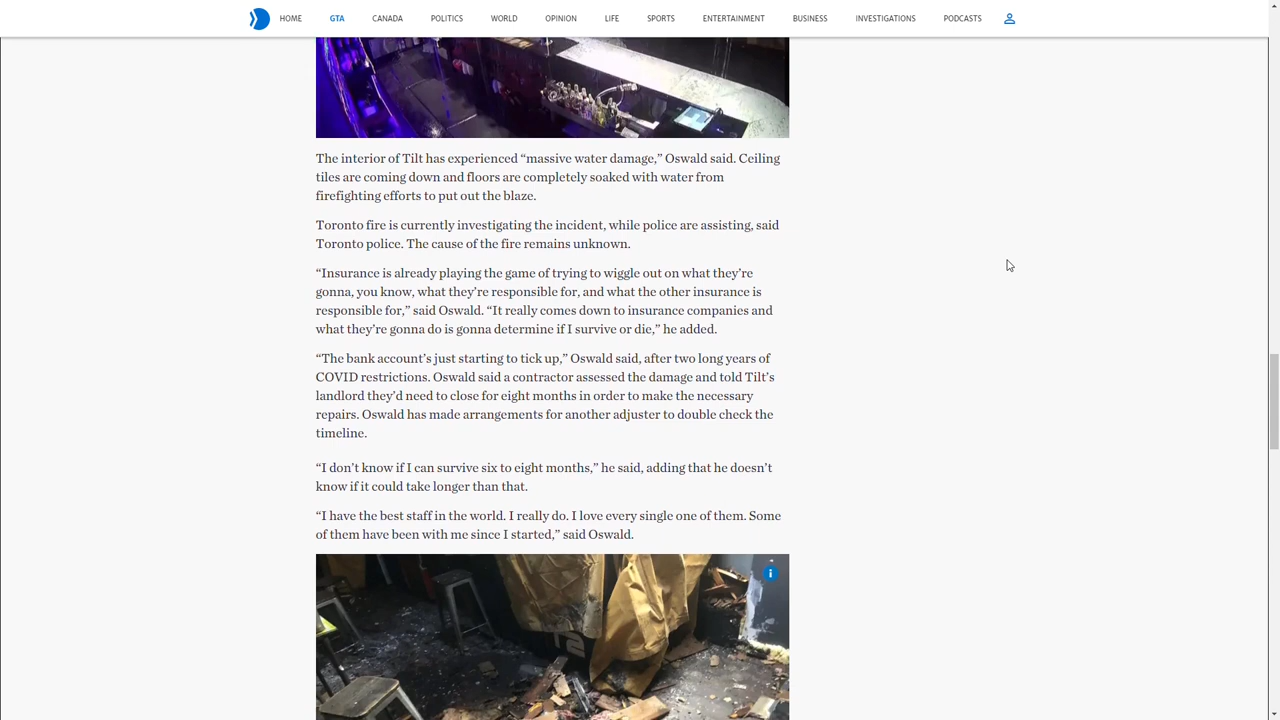 HOME GTA CANADA POLITICS WORLD OPINION LIFE SPORTS ENTERTAINMENT BUSINESS INVESTIGATIONS PODCASTS
The interior of Tilt has experienced “massive water damage,” Oswald said. Ceiling
tiles are coming down and floors are completely soaked with water from
firefighting efforts to put out the blaze.
Toronto fire is currently investigating the incident, while police are assisting, said
Toronto police. The cause of the fire remains unknown.
“Insurance is already playing the game of trying to wiggle out on what they’re
gonna, you know, what they’re responsible for, and what the other insurance is
responsible for,” said Oswald. “It really comes down to insurance companies and
what they’re gonna do is gonna determine if I survive or die,” he added.
“The bank account’s just starting to tick up,” Oswald said, after two long years of
COVID restrictions. Oswald said a contractor assessed the damage and told Tilt’s
landlord they’d need to close for eight months in order to make the necessary
repairs. Oswald has made arrangements for another adjuster to double check the
timeline.
“I don’t know if I can survive six to eight months,” he said, adding that he doesn’t
know if it could take longer than that.
“I have the best staff in the world. I really do. I love every single one of them. Some
of them have been with me since I started,” said Oswald.